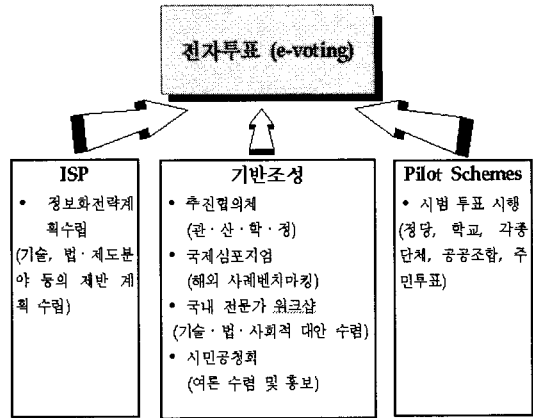 전자투표 (e-voting)
ISP
• 정보화전략계
획수립
(기술, 법·제도분
야 등의 제반 계
획 수립)
기반조성
• 추진협의체
(관·산·학·정)
• 국제심포지엄
(해외 사례벤치마킹)
• 국내 전문가 워크샵
(기술·법·사회적 대안 수렴)
• 시민공청회
(여론 수렴 및 홍보)
Pilot Schemes
• 시범 투표 시행
(정당, 학교, 각종
단체, 공공조합, 주
민투표)